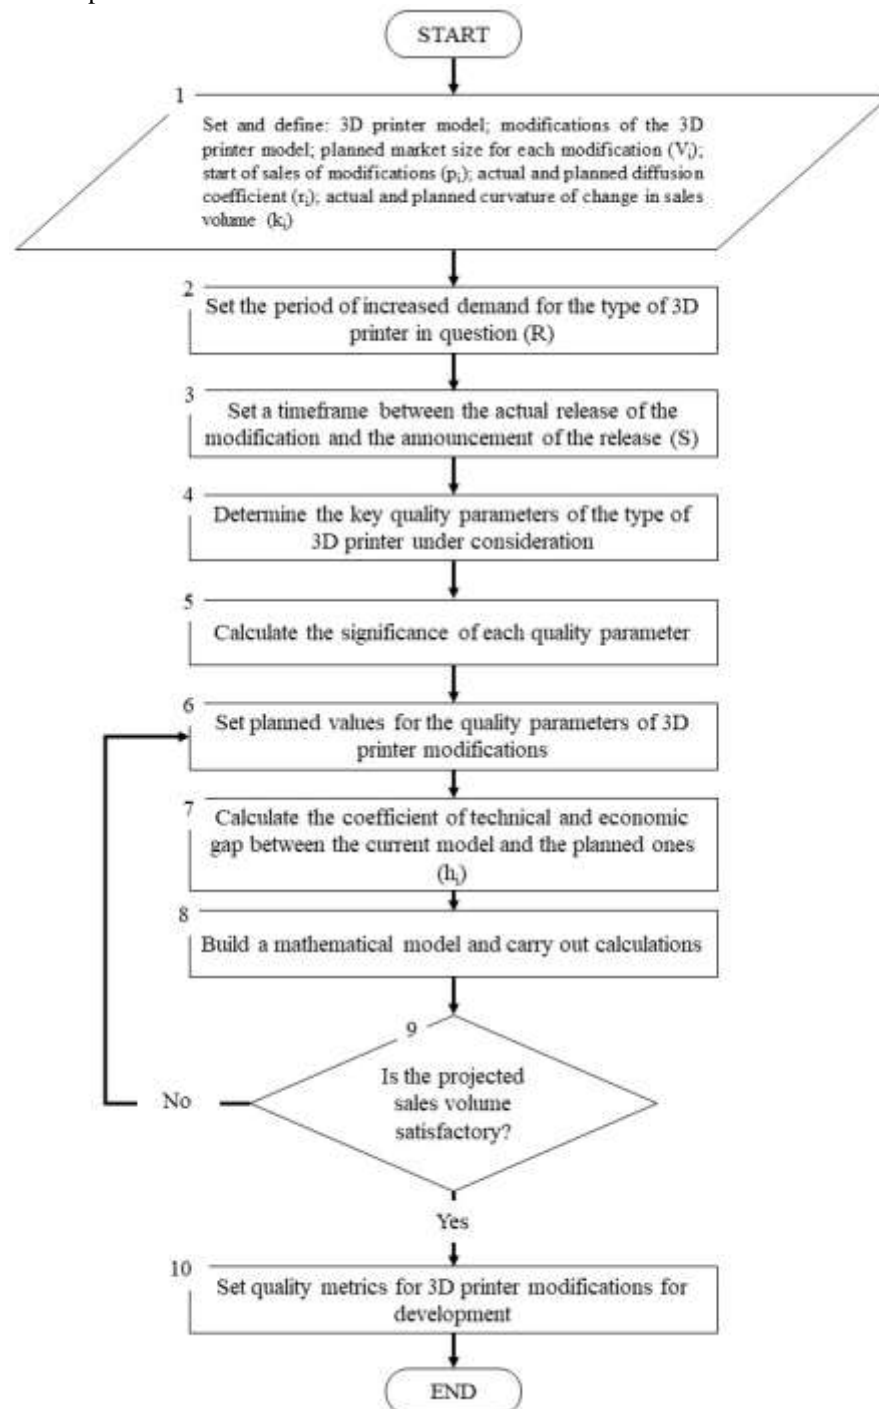 START
1
Set and define: 3D printer model; modifications of the 3D
printer model; planned market size for each modification (Vᵢ);
start of sales of modifications (pᵢ); actual and planned diffusion
coefficient (rᵢ); actual and planned curvature of change in sales
volume (kᵢ)
2
Set the period of increased demand for the type of 3D
printer in question (R)
3
Set a timeframe between the actual release of the
modification and the announcement of the release (S)
4
Determine the key quality parameters of the type of
3D printer under consideration
5
Calculate the significance of each quality parameter
6
Set planned values for the quality parameters of 3D
printer modifications
7
Calculate the coefficient of technical and economic
gap between the current model and the planned ones
(hᵢ)
8
Build a mathematical model and carry out calculations
9
Is the projected
sales volume
satisfactory?
No
Yes
10
Set quality metrics for 3D printer modifications for
development
END